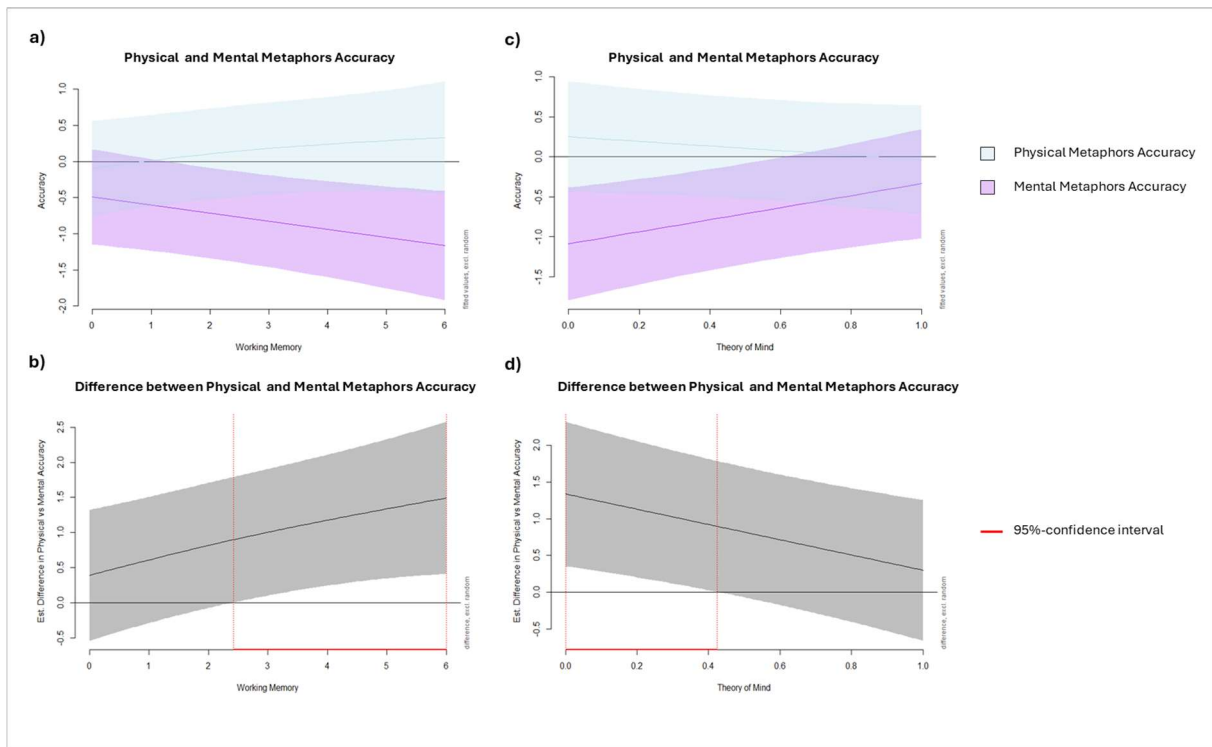 a)
Physical and Mental Metaphors Accuracy
1.0
0.5
0.0
-0.5
-1.0
-1.5
-2.0
Accuracy
0 1 2 3 4 5 6
Working Memory
fitted values, excl. random
c)
Physical and Mental Metaphors Accuracy
1.0
0.5
0.0
-0.5
-1.0
-1.5
Accuracy
0.0 0.2 0.4 0.6 0.8 1.0
Theory of Mind
fitted values, excl. random
Physical Metaphors Accuracy
Mental Metaphors Accuracy
b)
Difference between Physical and Mental Metaphors Accuracy
2.5
2.0
1.5
1.0
0.5
0.0
-0.5
Est. Difference in Physical vs Mental Accuracy
0 1 2 3 4 5 6
Working Memory
difference, excl. random
d)
Difference between Physical and Mental Metaphors Accuracy
2.0
1.5
1.0
0.5
0.0
-0.5
Est. Difference in Physical vs Mental Accuracy
0.0 0.2 0.4 0.6 0.8 1.0
Theory of Mind
difference, excl. random
95%-confidence interval